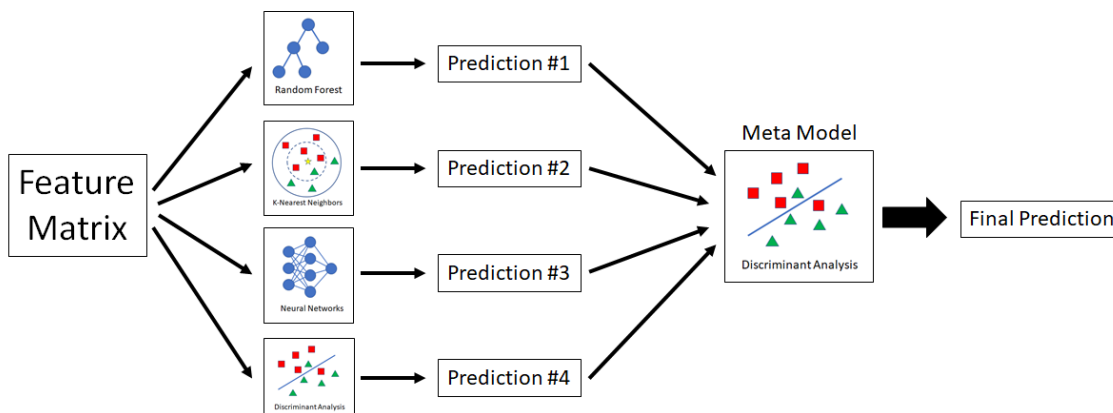 Feature
Matrix
Random Forest
K-Nearest Neighbors
Neural Networks
Discriminant Analysis
Prediction #1
Prediction #2
Prediction #3
Prediction #4
Meta Model
Discriminant Analysis
Final Prediction